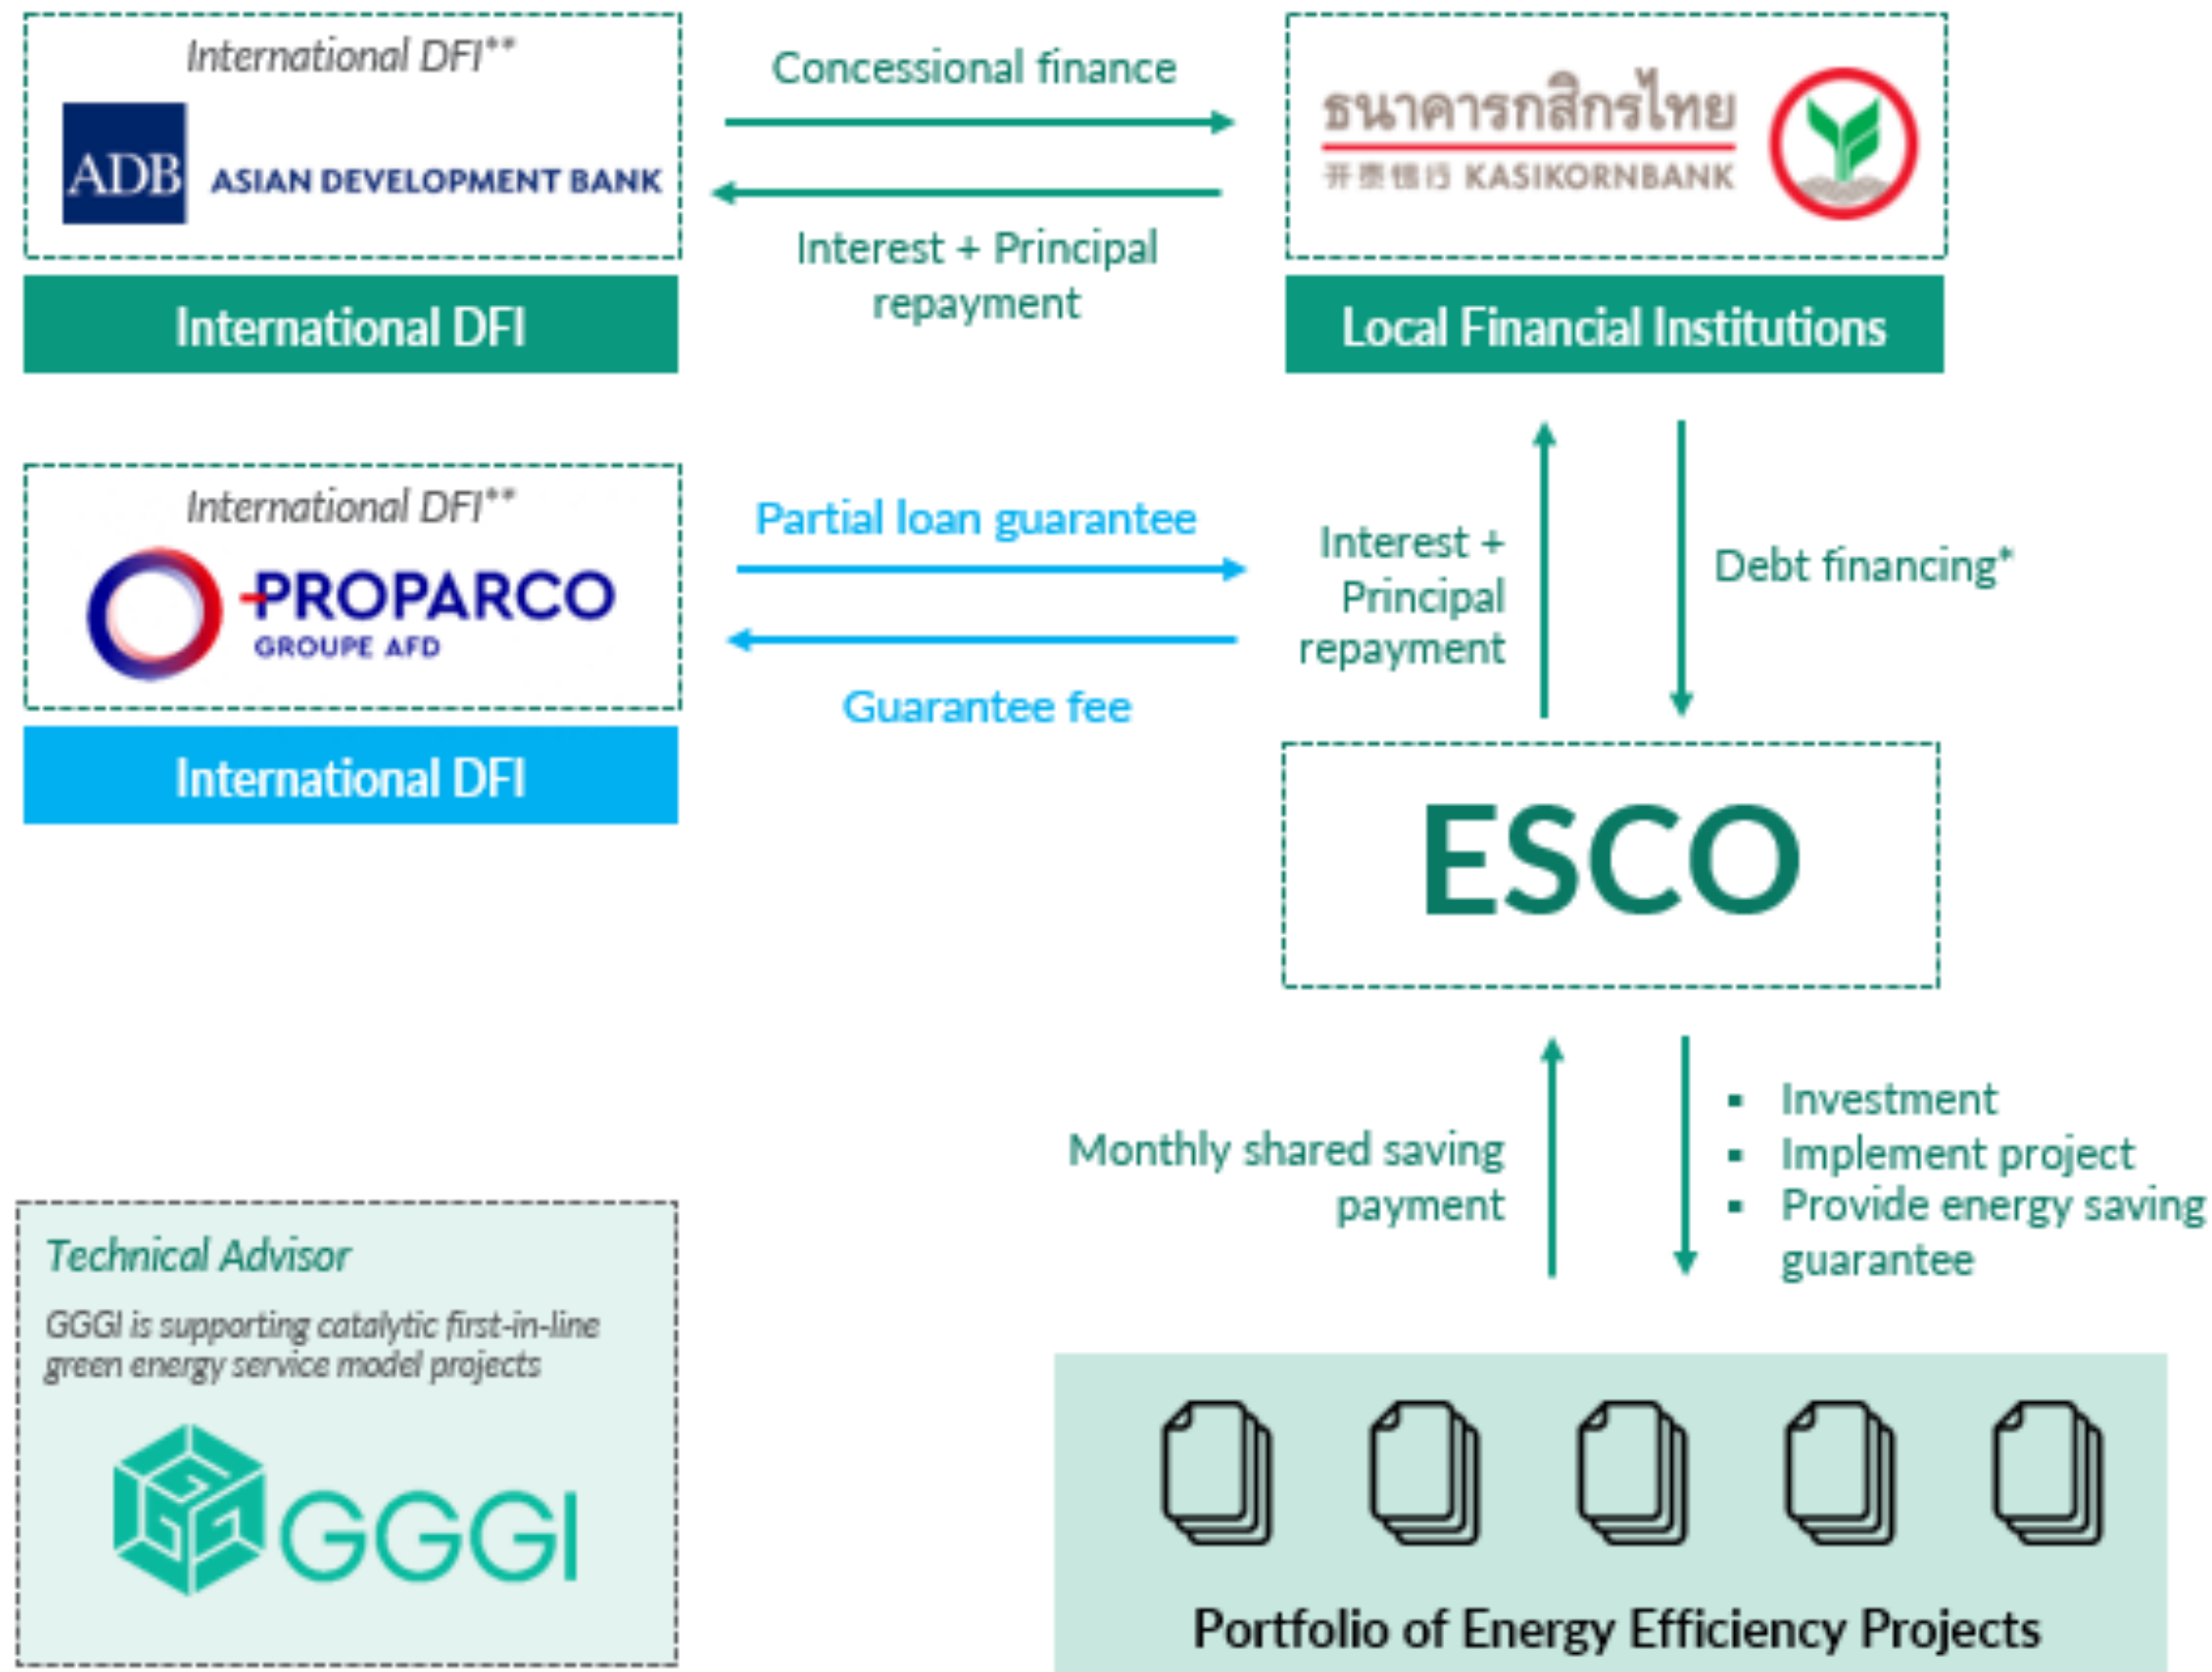 International DFI**
ADB
ASIAN DEVELOPMENT BANK
International DFI
Concessional finance
Interest + Principal
repayment
ธนาคารกสิกรไทย
开泰银行 KASIKORNBANK
Local Financial Institutions
International DFI**
PROPARCO
GROUPE AFD
International DFI
Partial loan guarantee
Guarantee fee
Interest +
Principal
repayment
Debt financing*
ESCO
Monthly shared saving
payment
▪ Investment
▪ Implement project
▪ Provide energy saving
guarantee
Technical Advisor
GGGI is supporting catalytic first-in-line
green energy service model projects
GGGI
Portfolio of Energy Efficiency Projects